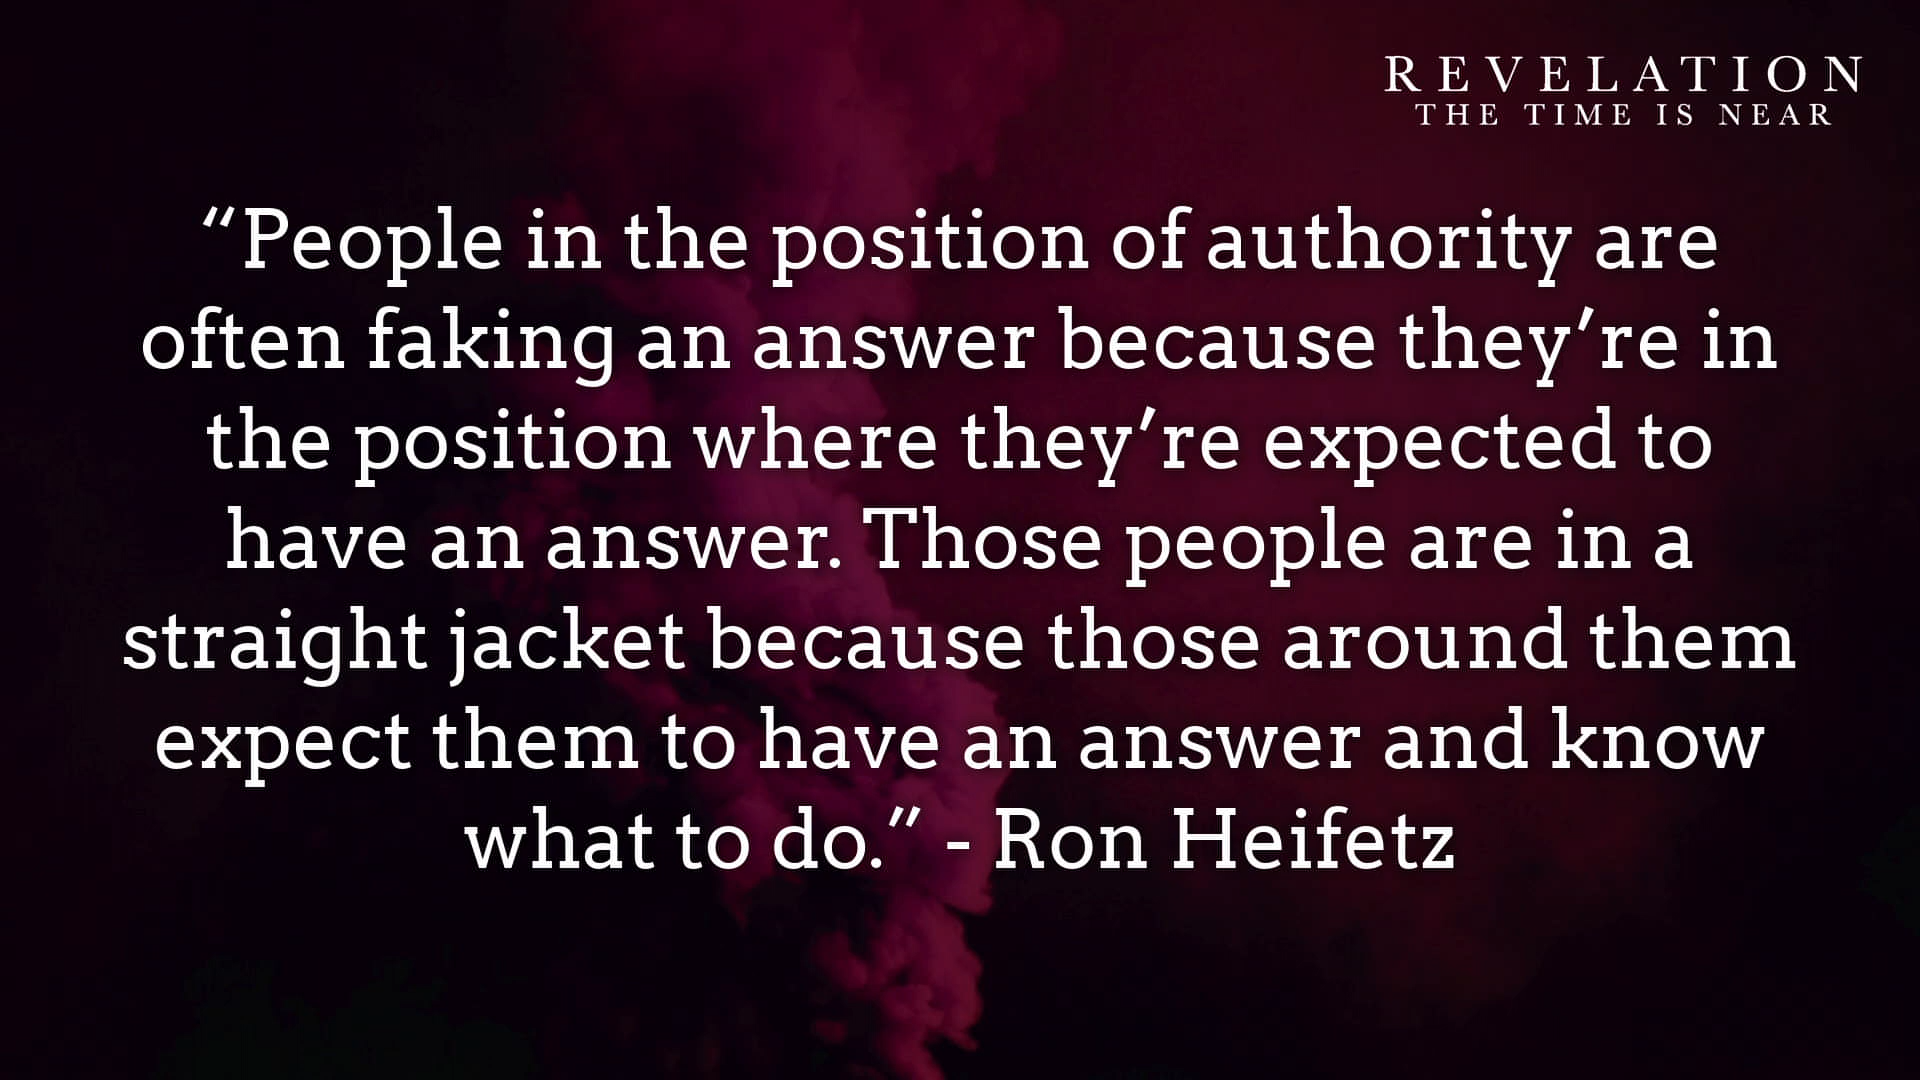 REVELATION
THE TIME IS NEAR
“People in the position of authority are
often faking an answer because they’re in
the position where they’re expected to
have an answer. Those people are in a
straight jacket because those around them
expect them to have an answer and know
what to do.” - Ron Heifetz